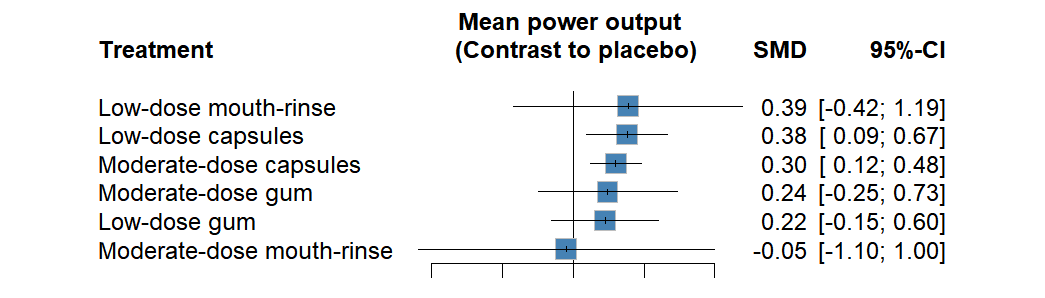 Mean power output
Treatment (Contrast to placebo) SMD 95%-CI
Low-dose mouth-rinse 0.39 [-0.42; 1.19]
Low-dose capsules 0.38 [ 0.09; 0.67]
Moderate-dose capsules 0.30 [ 0.12; 0.48]
Moderate-dose gum 0.24 [-0.25; 0.73]
Low-dose gum 0.22 [-0.15; 0.60]
Moderate-dose mouth-rinse -0.05 [-1.10; 1.00]